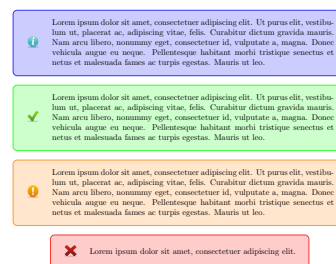 Lorem ipsum dolor sit amet, consectetuer adipiscing elit. Ut purus elit, vestibu-
lum ut, placerat ac, adipiscing vitae, felis. Curabitur dictum gravida mauris.
Nam arcu libero, nonummy eget, consectetuer id, vulputate a, magna. Donec
vehicula augue eu neque. Pellentesque habitant morbi tristique senectus et
netus et malesuada fames ac turpis egestas. Mauris ut leo.
Lorem ipsum dolor sit amet, consectetuer adipiscing elit. Ut purus elit, vestibu-
lum ut, placerat ac, adipiscing vitae, felis. Curabitur dictum gravida mauris.
Nam arcu libero, nonummy eget, consectetuer id, vulputate a, magna. Donec
vehicula augue eu neque. Pellentesque habitant morbi tristique senectus et
netus et malesuada fames ac turpis egestas. Mauris ut leo.
Lorem ipsum dolor sit amet, consectetuer adipiscing elit. Ut purus elit, vestibu-
lum ut, placerat ac, adipiscing vitae, felis. Curabitur dictum gravida mauris.
Nam arcu libero, nonummy eget, consectetuer id, vulputate a, magna. Donec
vehicula augue eu neque. Pellentesque habitant morbi tristique senectus et
netus et malesuada fames ac turpis egestas. Mauris ut leo.
Lorem ipsum dolor sit amet, consectetuer adipiscing elit.